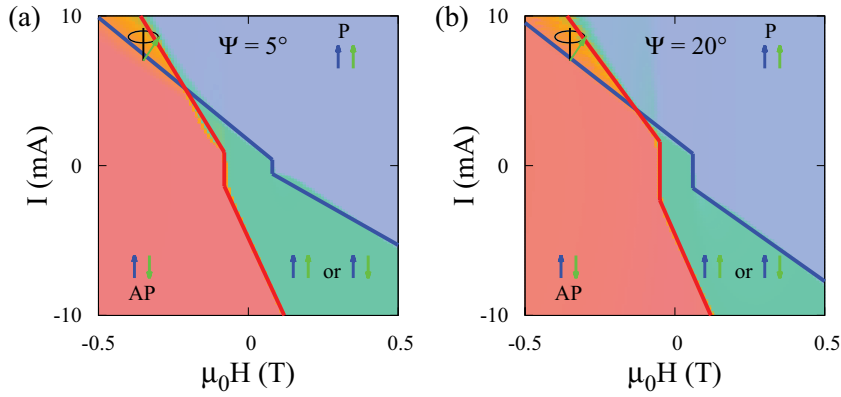 (a)
10
0
-10
I (mA)
Ψ = 5°
P
AP
or
-0.5
0
0.5
μ₀H (T)
(b)
10
0
-10
I (mA)
Ψ = 20°
P
AP
or
-0.5
0
0.5
μ₀H (T)